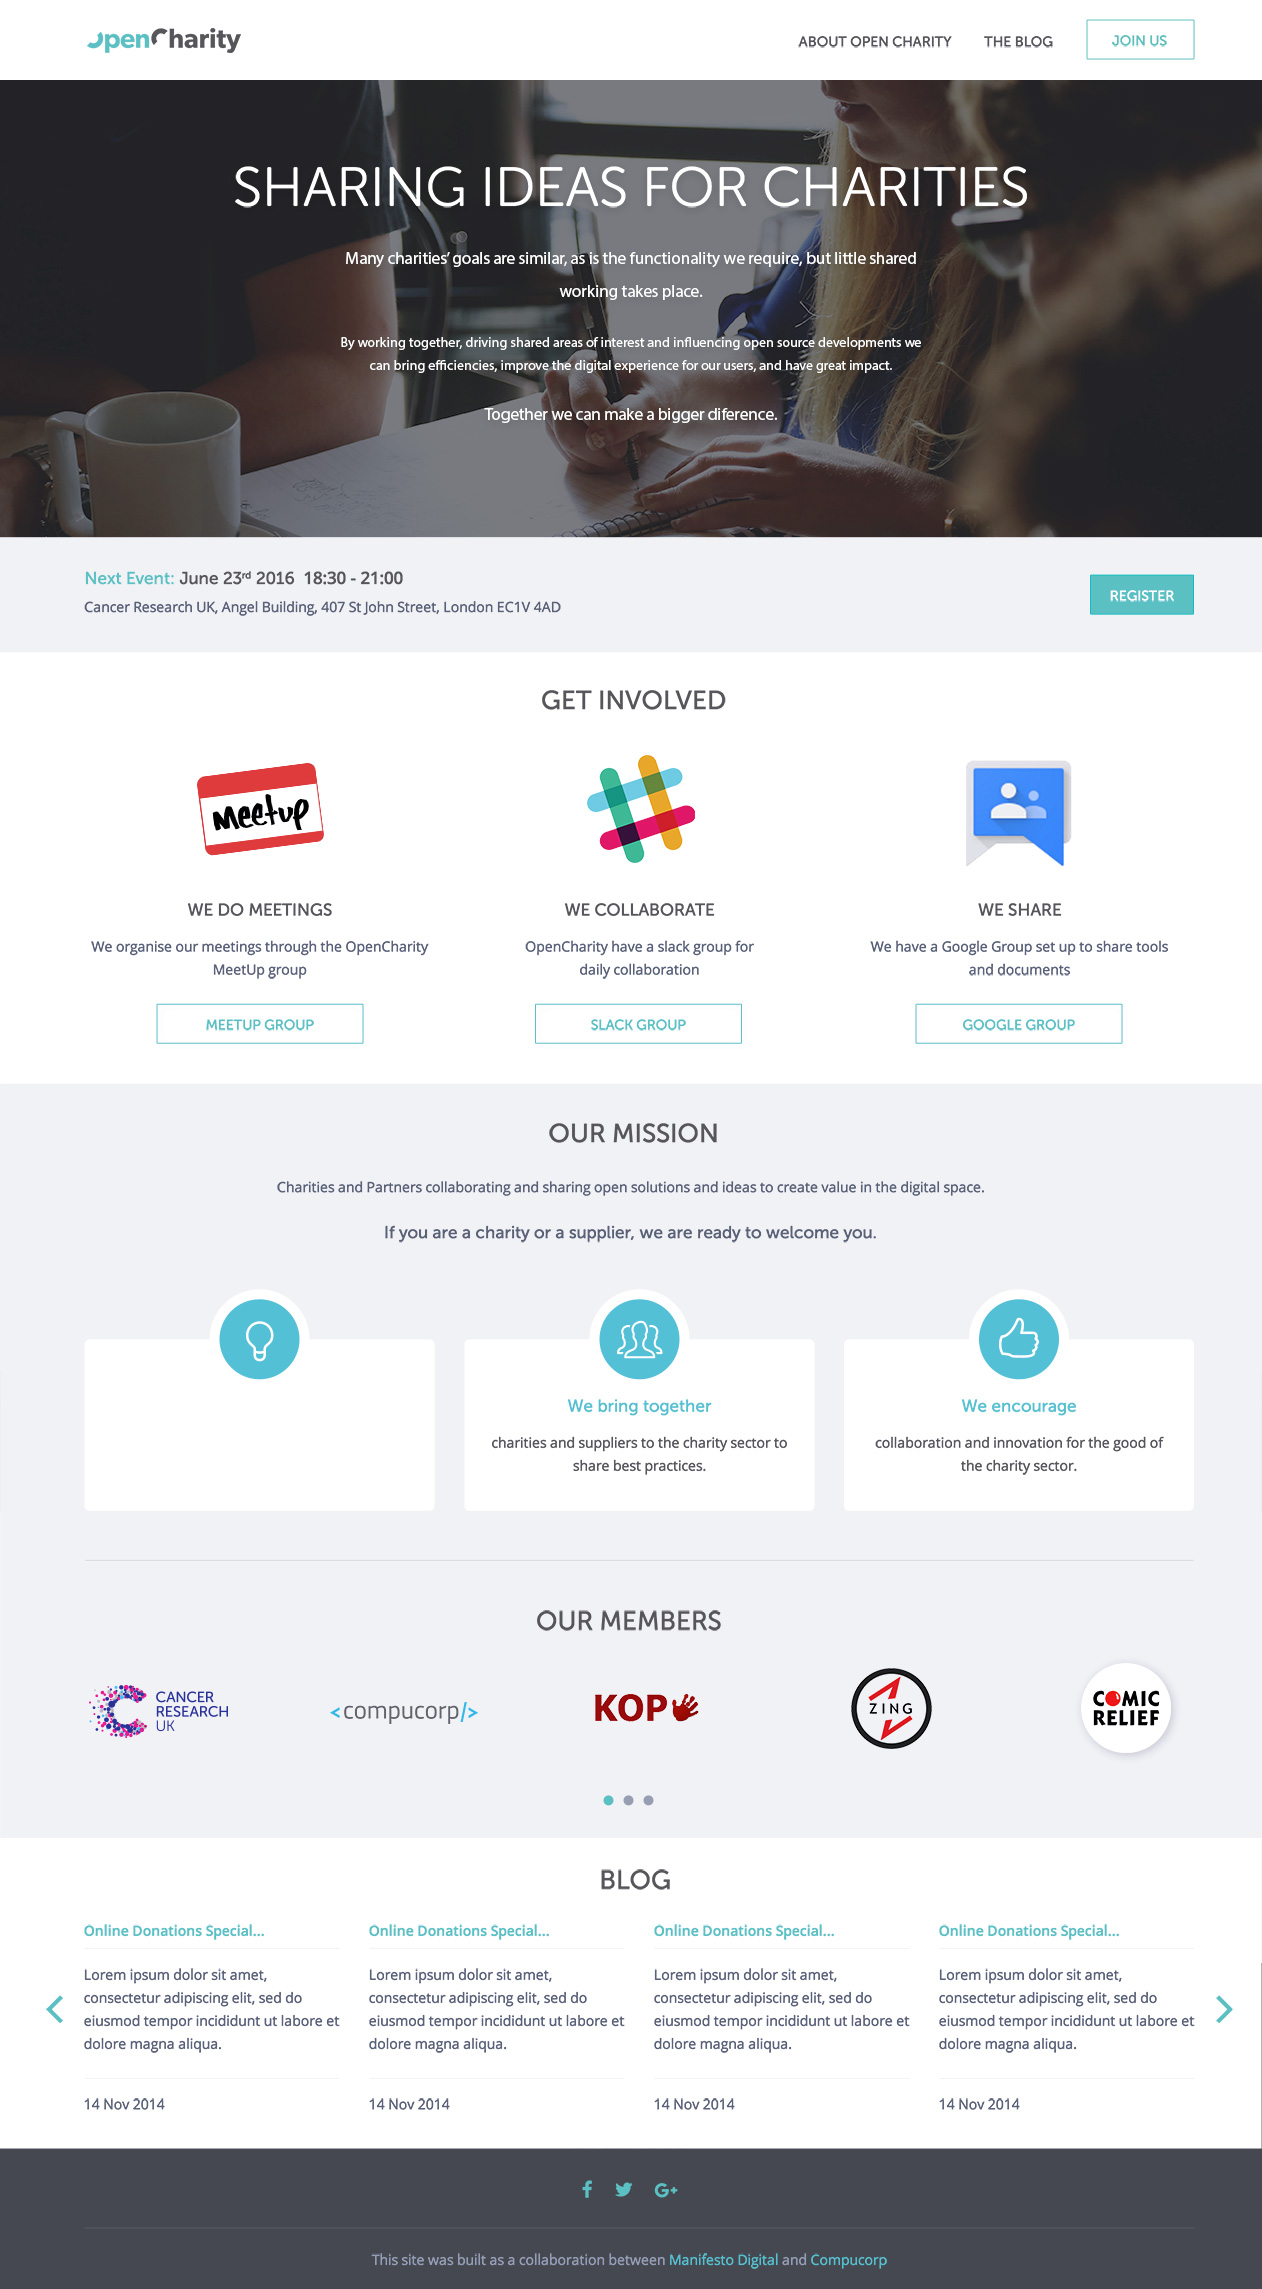 OpenCharity
ABOUT OPEN CHARITY
THE BLOG
JOIN US
SHARING IDEAS FOR CHARITIES
Many charities' goals are similar, as is the functionality we require, but little shared
working takes place.
By working together, driving shared areas of interest and influencing open source developments we
can bring efficiencies, improve the digital experience for our users, and have great impact.
Together we can make a bigger diference.
Next Event: June 23rd 2016 18:30 - 21:00
Cancer Research UK, Angel Building, 407 St John Street, London EC1V 4AD
REGISTER
GET INVOLVED
meetup
WE DO MEETINGS
We organise our meetings through the OpenCharity
MeetUp group
MEETUP GROUP
WE COLLABORATE
OpenCharity have a slack group for
daily collaboration
SLACK GROUP
WE SHARE
We have a Google Group set up to share tools
and documents
GOOGLE GROUP
OUR MISSION
Charities and Partners collaborating and sharing open solutions and ideas to create value in the digital space.
If you are a charity or a supplier, we are ready to welcome you.
We bring together
charities and suppliers to the charity sector to
share best practices.
We encourage
collaboration and innovation for the good of
the charity sector.
OUR MEMBERS
CANCER
RESEARCH
UK
<compucorp/>
KOP
ZING
COMIC
RELIEF
BLOG
Online Donations Special...
Lorem ipsum dolor sit amet,
consectetur adipiscing elit, sed do
eiusmod tempor incididunt ut labore et
dolore magna aliqua.
14 Nov 2014
Online Donations Special...
Lorem ipsum dolor sit amet,
consectetur adipiscing elit, sed do
eiusmod tempor incididunt ut labore et
dolore magna aliqua.
14 Nov 2014
Online Donations Special...
Lorem ipsum dolor sit amet,
consectetur adipiscing elit, sed do
eiusmod tempor incididunt ut labore et
dolore magna aliqua.
14 Nov 2014
Online Donations Special...
Lorem ipsum dolor sit amet,
consectetur adipiscing elit, sed do
eiusmod tempor incididunt ut labore et
dolore magna aliqua.
14 Nov 2014
f
G+
This site was built as a collaboration between Manifesto Digital and Compucorp